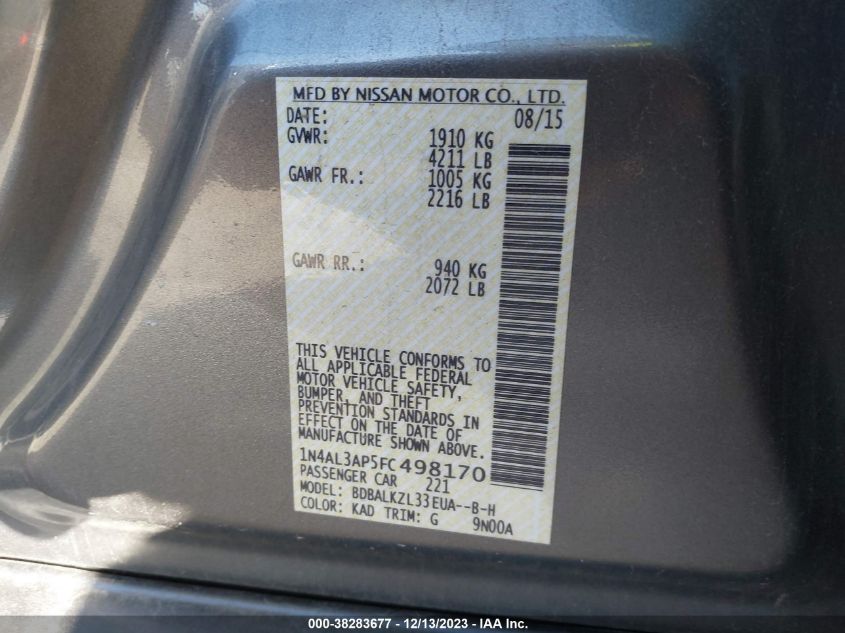 MFD BY NISSAN MOTOR CO., LTD.
DATE: 08/15
GVWR: 1910 KG
4211 LB
GAWR FR.: 1005 KG
2216 LB
GAWR RR.: 940 KG
2072 LB
THIS VEHICLE CONFORMS TO
ALL APPLICABLE FEDERAL
MOTOR VEHICLE SAFETY,
BUMPER, AND THEFT
PREVENTION STANDARDS IN
EFFECT ON THE DATE OF
MANUFACTURE SHOWN ABOVE.
1N4AL3AP5FC498170
PASSENGER CAR 221
MODEL: BDBALKZL33EUA--B-H
COLOR: KAD TRIM: G 9N00A
000-38283677 - 12/13/2023 - © IAA, Inc.